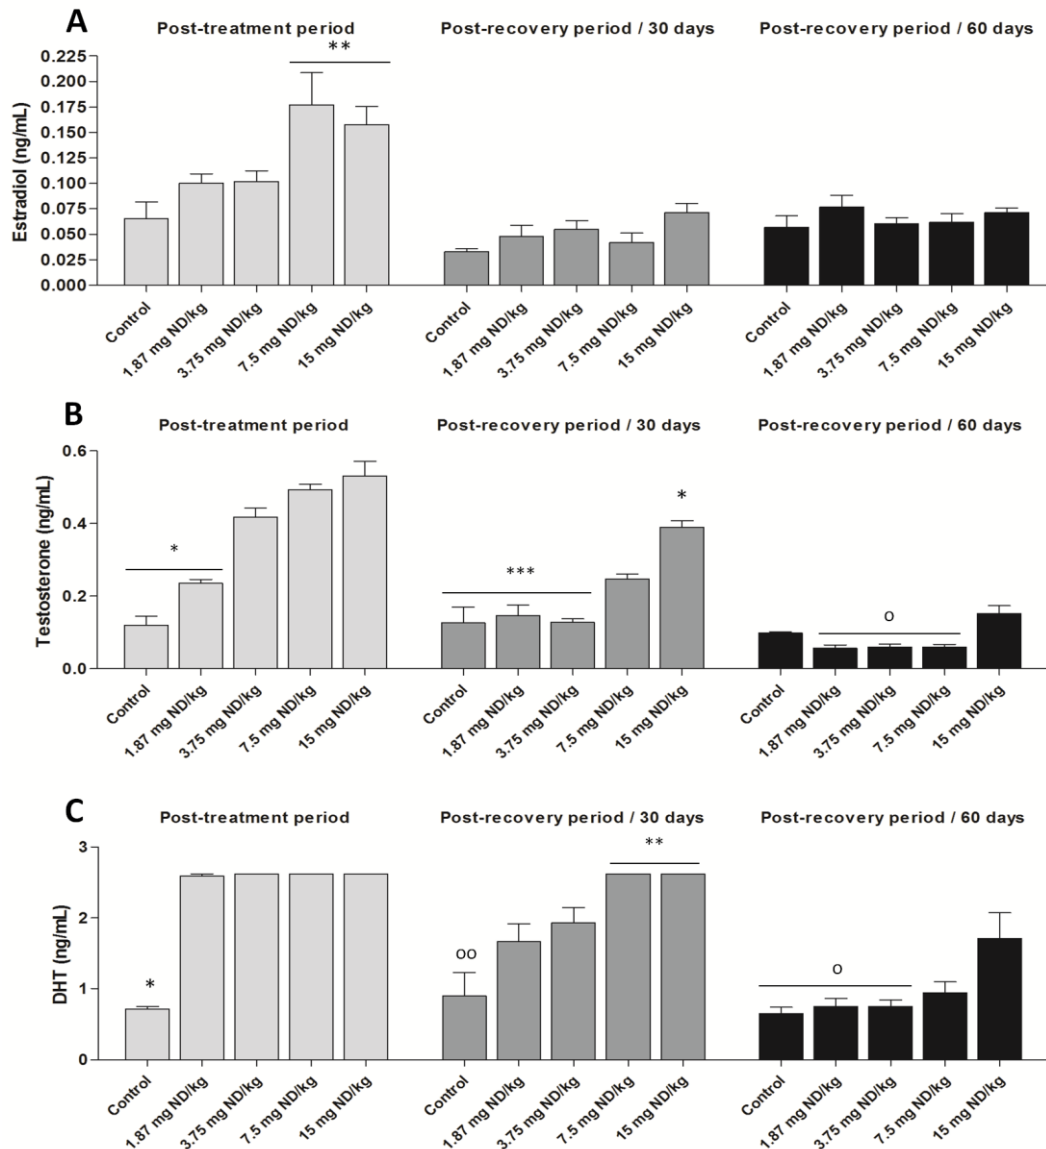 A
Post-treatment period
Post-recovery period / 30 days
Post-recovery period / 60 days
**
Estradiol (ng/mL)
0.225
0.200
0.175
0.150
0.125
0.100
0.075
0.050
0.025
0.000
Control
1.87 mg ND/kg
3.75 mg ND/kg
7.5 mg ND/kg
15 mg ND/kg
Control
1.87 mg ND/kg
3.75 mg ND/kg
7.5 mg ND/kg
15 mg ND/kg
Control
1.87 mg ND/kg
3.75 mg ND/kg
7.5 mg ND/kg
15 mg ND/kg
B
Post-treatment period
Post-recovery period / 30 days
Post-recovery period / 60 days
Testosterone (ng/mL)
0.6
0.4
0.2
0.0
*
***
*
o
Control
1.87 mg ND/kg
3.75 mg ND/kg
7.5 mg ND/kg
15 mg ND/kg
Control
1.87 mg ND/kg
3.75 mg ND/kg
7.5 mg ND/kg
15 mg ND/kg
Control
1.87 mg ND/kg
3.75 mg ND/kg
7.5 mg ND/kg
15 mg ND/kg
C
Post-treatment period
Post-recovery period / 30 days
Post-recovery period / 60 days
DHT (ng/mL)
3
2
1
0
*
oo
**
o
Control
1.87 mg ND/kg
3.75 mg ND/kg
7.5 mg ND/kg
15 mg ND/kg
Control
1.87 mg ND/kg
3.75 mg ND/kg
7.5 mg ND/kg
15 mg ND/kg
Control
1.87 mg ND/kg
3.75 mg ND/kg
7.5 mg ND/kg
15 mg ND/kg